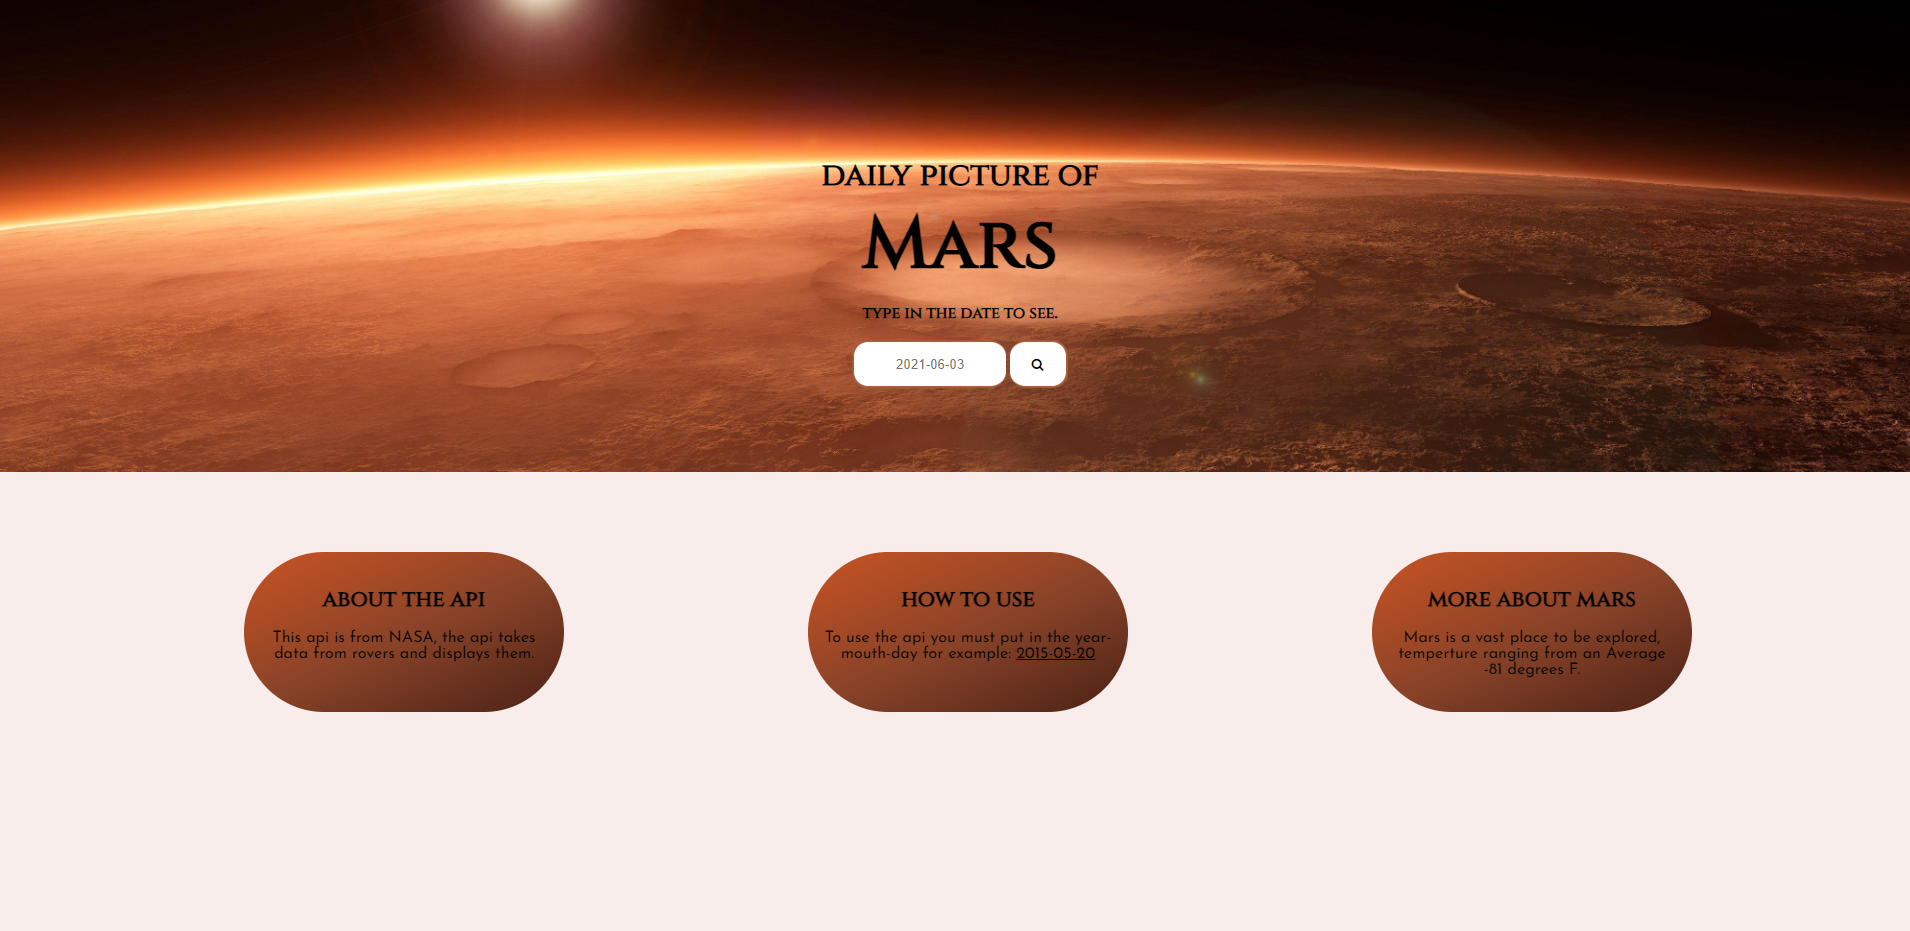 DAILY PICTURE OF
MARS
TYPE IN THE DATE TO SEE.
2021-06-03
ABOUT THE API
This api is from NASA, the api takes
data from rovers and displays them.
HOW TO USE
To use the api you must put in the year-
mouth-day for example: 2015-05-20
MORE ABOUT MARS
Mars is a vast place to be explored,
temperture ranging from an Average
-81 degrees F.